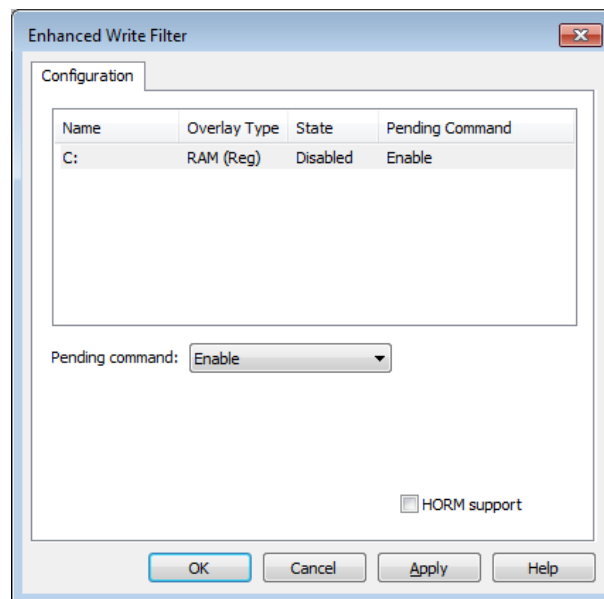 Enhanced Write Filter
Configuration
Name Overlay Type State Pending Command
C: RAM (Reg) Disabled Enable
Pending command: Enable
HORM support
OK Cancel Apply Help